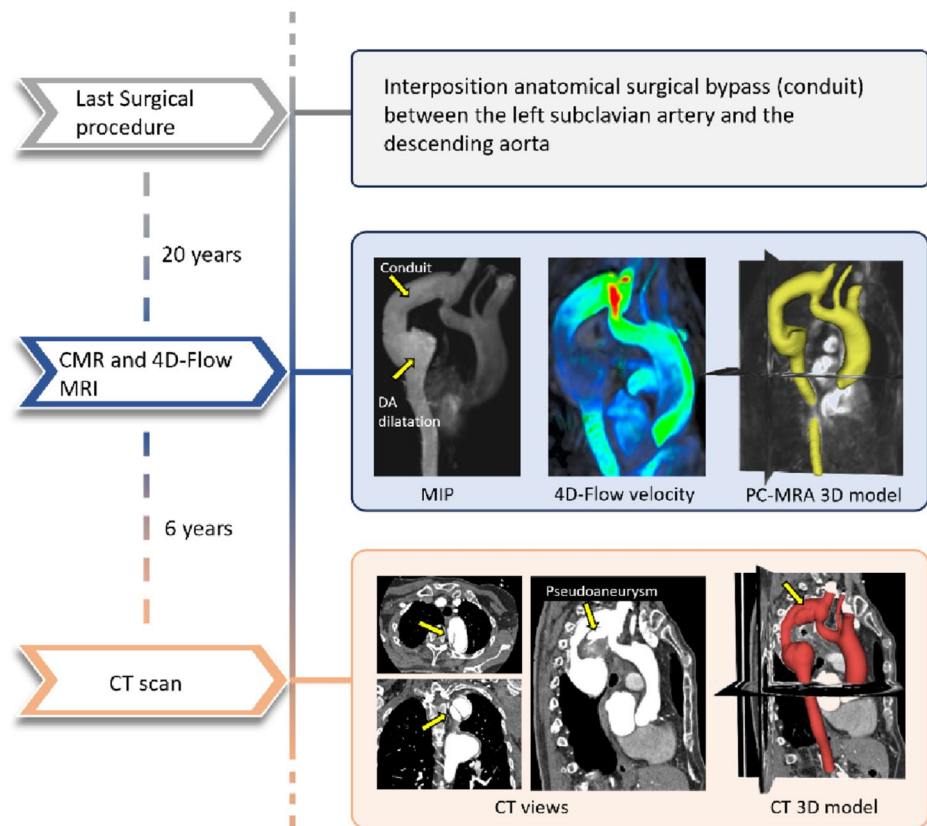 Last Surgical
procedure
Interposition anatomical surgical bypass (conduit)
between the left subclavian artery and the
descending aorta
20 years
CMR and 4D-Flow
MRI
Conduit
DA
dilatation
MIP
4D-Flow velocity
PC-MRA 3D model
6 years
CT scan
Pseudoaneurysm
CT views
CT 3D model